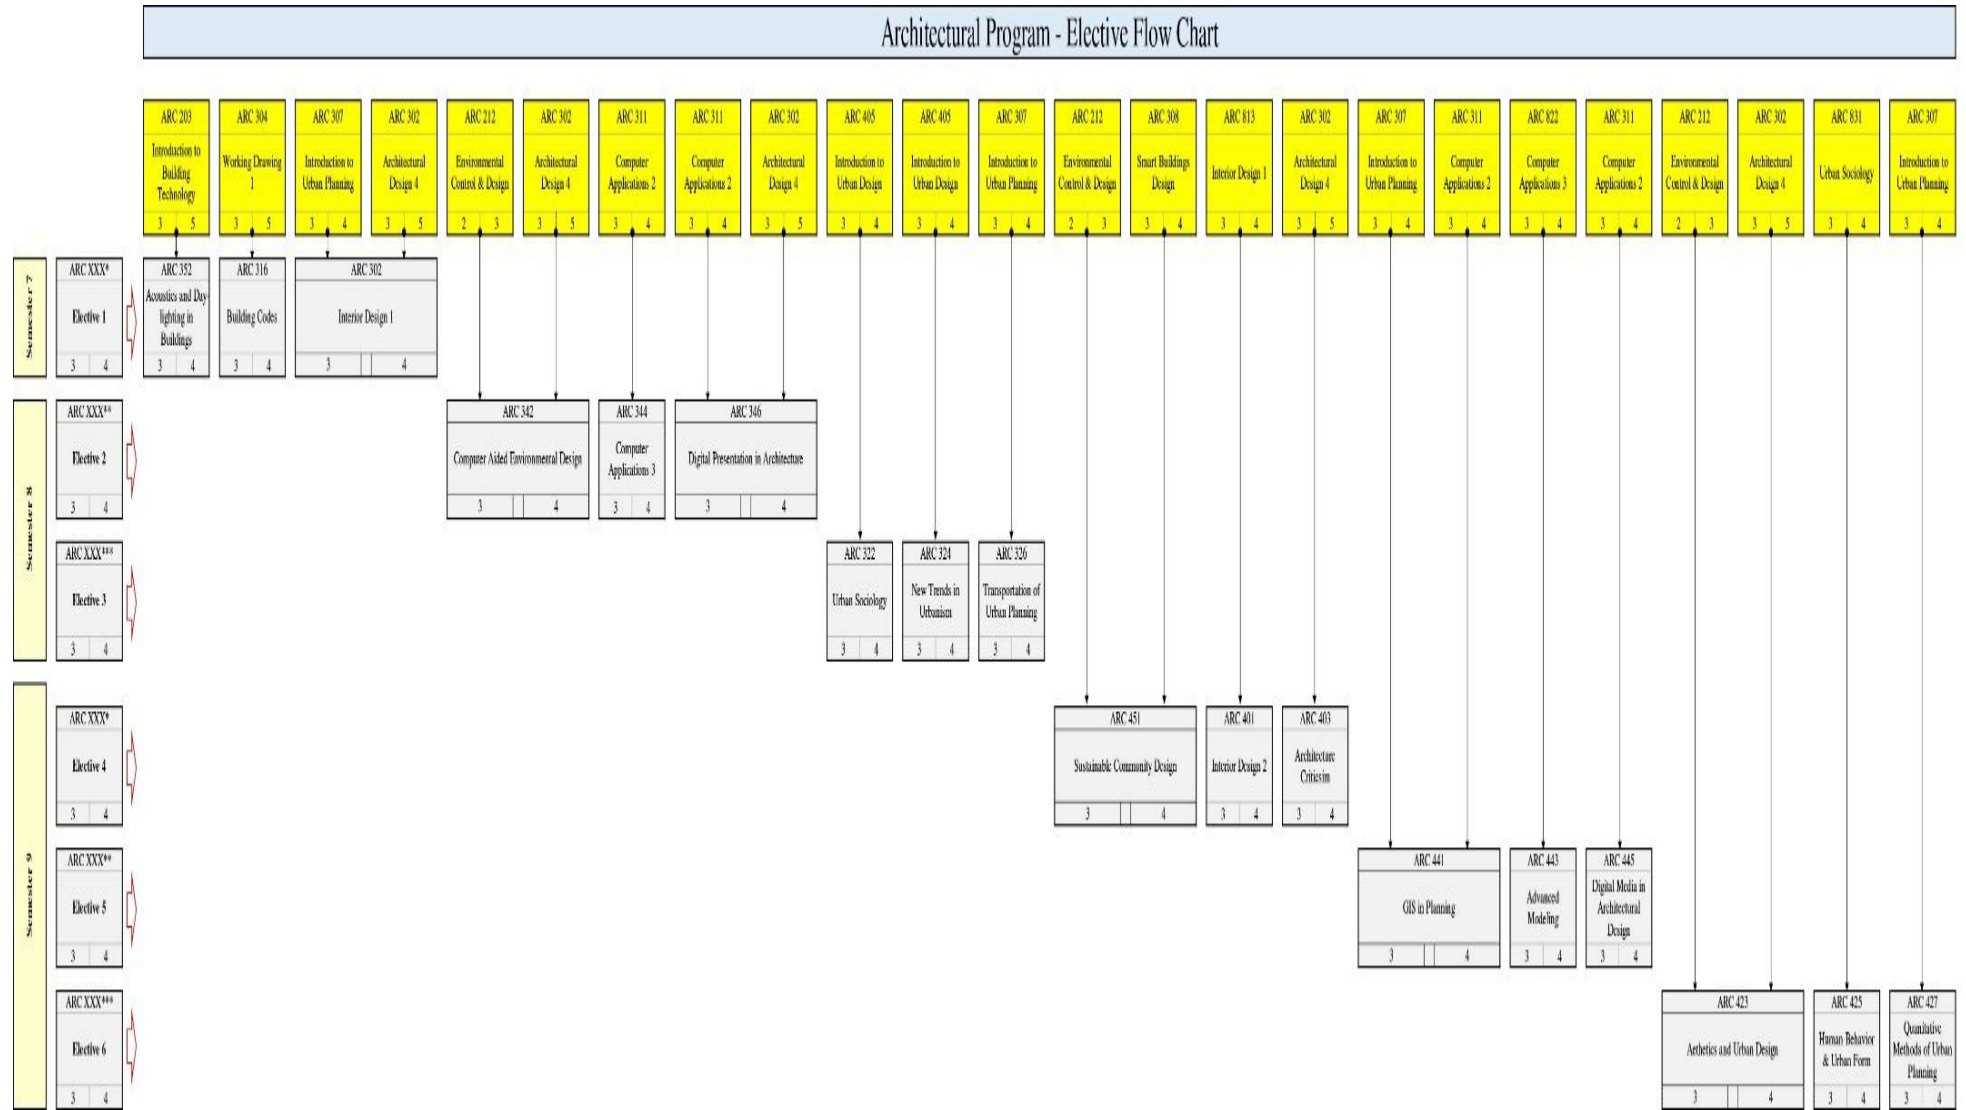 Architectural Program - Elective Flow Chart
ARC 203 ARC 304 ARC 307 ARC 302 ARC 212 ARC 302 ARC 311 ARC 311 ARC 302 ARC 405 ARC 405 ARC 307 ARC 212 ARC 308 ARC 813 ARC 302 ARC 307 ARC 311 ARC 822 ARC 311 ARC 212 ARC 302 ARC 831 ARC 307
Introduction to
Building
Technology
Working Drawing
1
Introduction to
Urban Planning
Architectural
Design 4
Environmental
Control & Design
Architectural
Design 4
Computer
Applications 2
Computer
Applications 2
Architectural
Design 4
Introduction to
Urban Design
Introduction to
Urban Design
Introduction to
Urban Planning
Environmental
Control & Design
Smart Buildings
Design
Interior Design 1
Architectural
Design 4
Introduction to
Urban Planning
Computer
Applications 2
Computer
Applications 3
Computer
Applications 2
Environmental
Control & Design
Architectural
Design 4
Urban Sociology
Introduction to
Urban Planning
3 5 3 5 3 4 3 5 2 3 3 5 3 4 3 4 3 5 3 4 3 4 3 4 2 3 3 4 3 4 3 5 3 4 3 4 3 4 3 4 2 3 3 5 3 4 3 4
Semester 7
ARC XXX*
Elective 1
3 4
ARC 352
Acoustics and Day-
lighting in
Buildings
3 4
ARC 316
Building Codes
3 4
ARC 302
Interior Design 1
3 4
Semester 8
ARC XXX**
Elective 2
3 4
ARC 342
Computer Aided Environmental Design
3 4
ARC 344
Computer
Applications 3
3 4
ARC 346
Digital Presentation in Architecture
3 4
ARC XXX***
Elective 3
3 4
ARC 322
Urban Sociology
3 4
ARC 324
New Trends in
Urbanism
3 4
ARC 326
Transportation of
Urban Planning
3 4
Semester 9
ARC XXX*
Elective 4
3 4
ARC 451
Sustainable Community Design
3 4
ARC 401
Interior Design 2
3 4
ARC 403
Architecture
Criticsim
3 4
ARC XXX**
Elective 5
3 4
ARC 441
GIS in Planning
3 4
ARC 443
Advanced
Modeling
3 4
ARC 445
Digital Media in
Architectural
Design
3 4
ARC XXX***
Elective 6
3 4
ARC 423
Aethetics and Urban Design
3 4
ARC 425
Human Behavior
& Urban Form
3 4
ARC 427
Quanitative
Methods of Urban
Planning
3 4